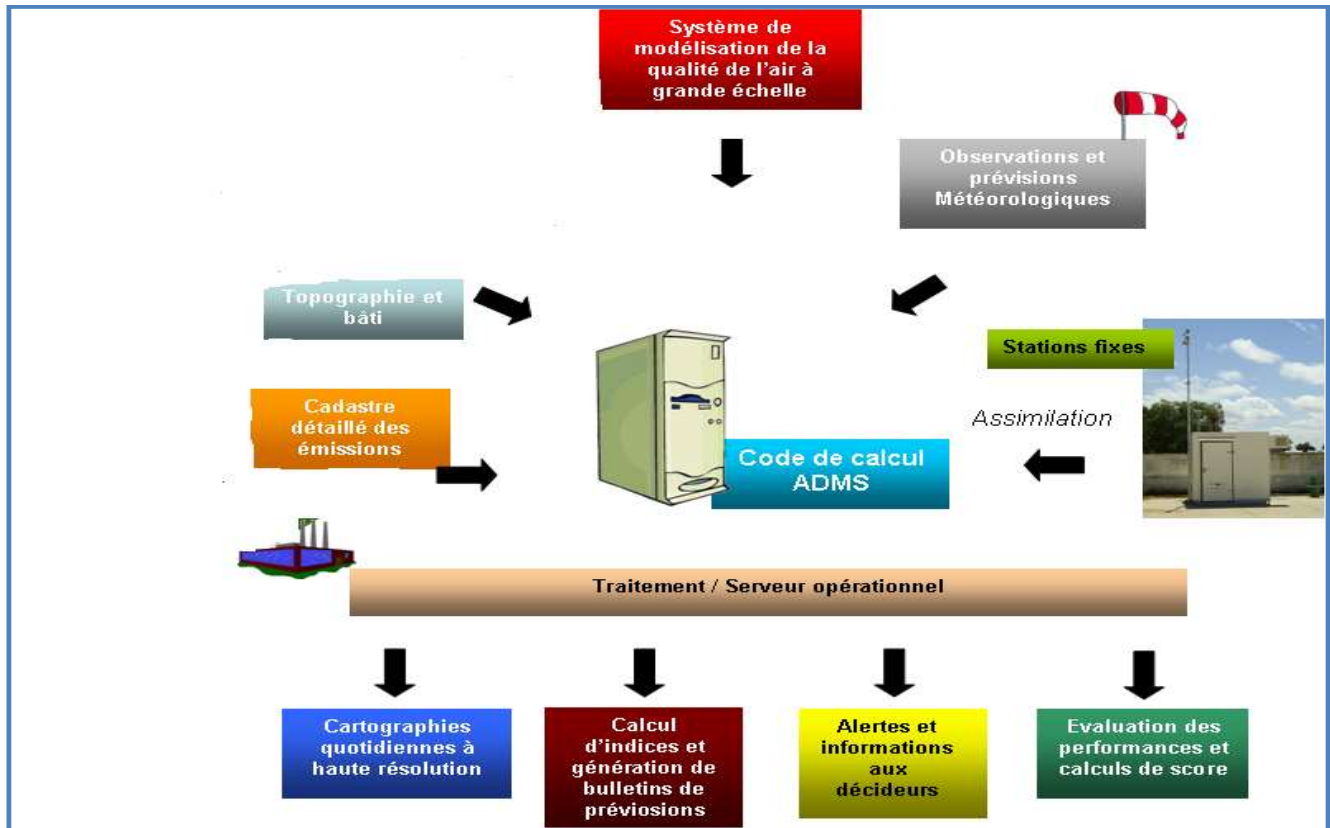 Système de
modélisation de la
qualité de l'air à
grande échelle
Observations et
prévisions
Météorologiques
Topographie et
bâti
Stations fixes
Cadastre
détaillé des
émissions
Assimilation
Code de calcul
ADMS
Traitement / Serveur opérationnel
Cartographies
quotidiennes à
haute résolution
Calcul
d'indices et
génération de
bulletins de
préviosions
Alertes et
informations
aux
décideurs
Evaluation des
performances et
calculs de score